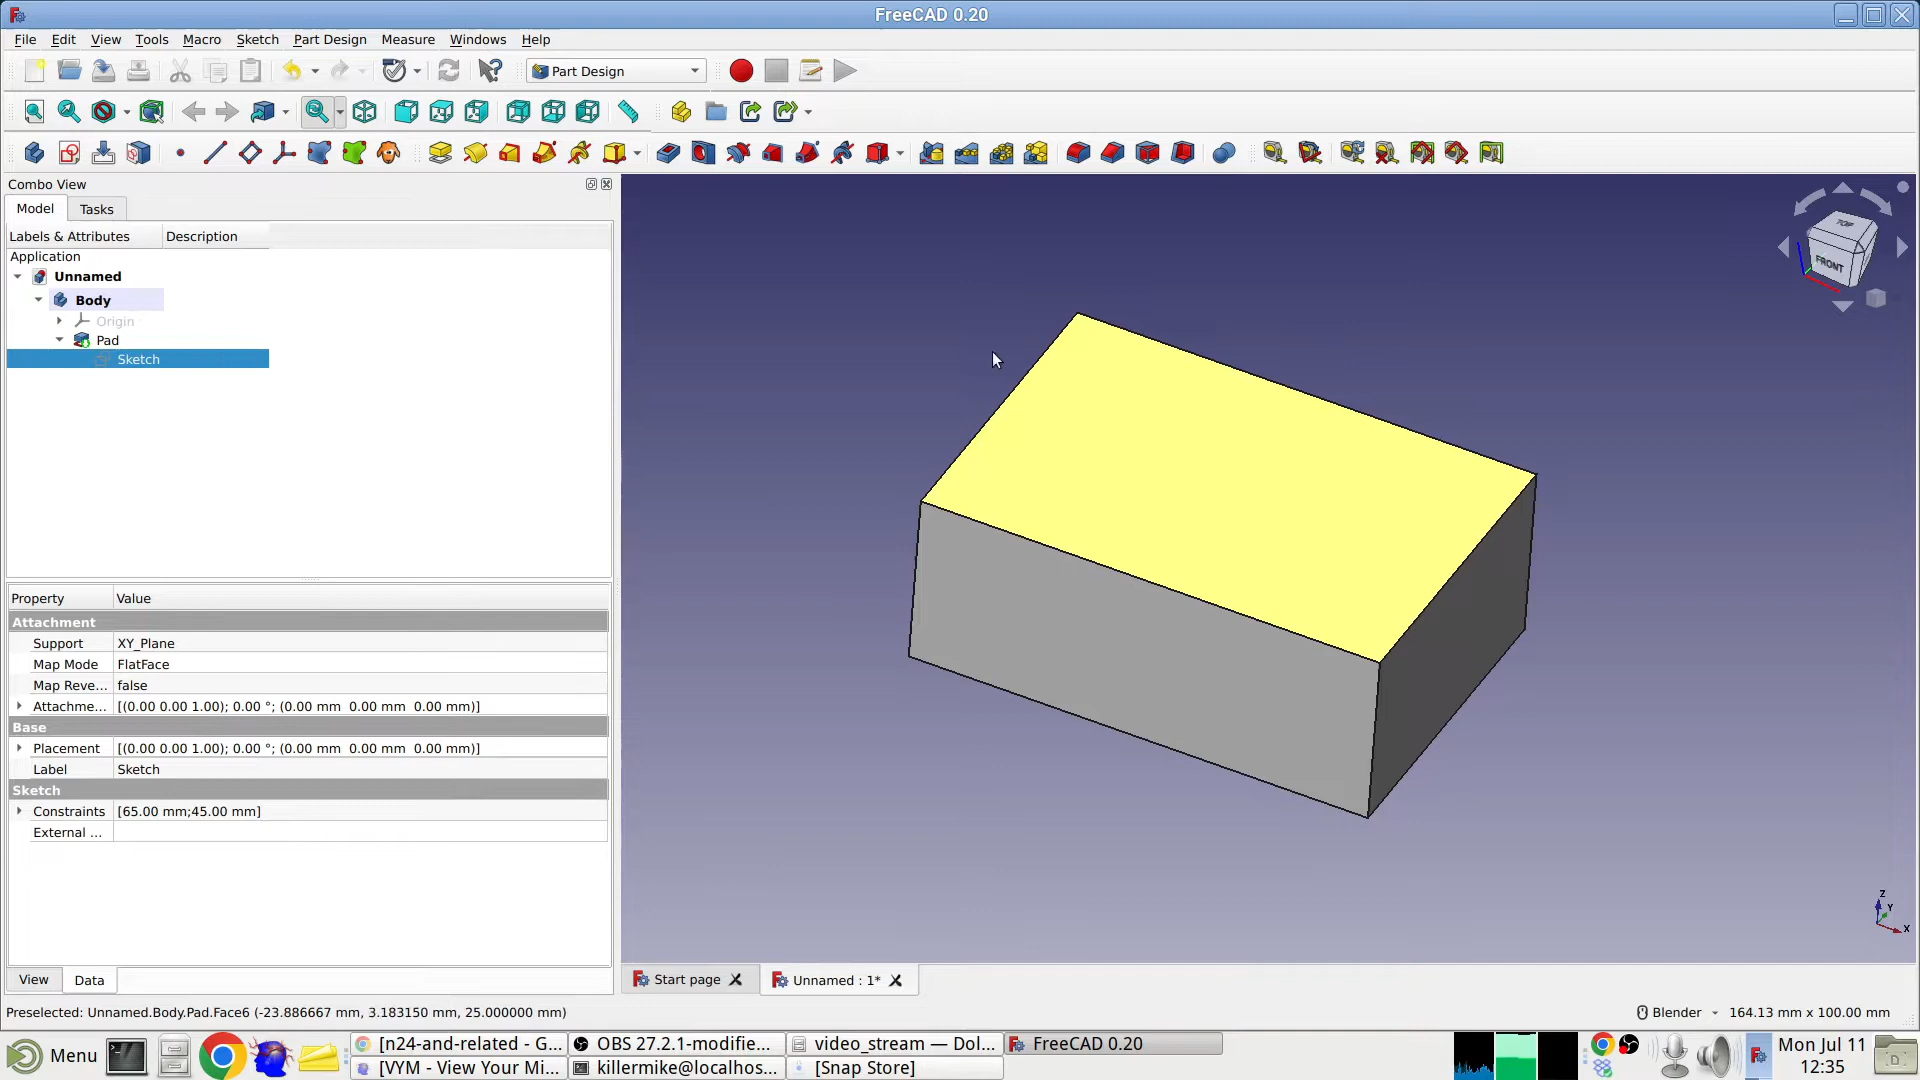 FreeCAD 0.20
File Edit View Tools Macro Sketch Part Design Measure Windows Help
Part Design
Combo View
Model Tasks
Labels & Attributes Description
Application
Unnamed
Body
Origin
Pad
Sketch
TOP
FRONT
Property Value
Attachment
Support XY_Plane
Map Mode FlatFace
Map Reve... false
Attachme... [(0.00 0.00 1.00); 0.00 °; (0.00 mm 0.00 mm 0.00 mm)]
Base
Placement [(0.00 0.00 1.00); 0.00 °; (0.00 mm 0.00 mm 0.00 mm)]
Label Sketch
Sketch
Constraints [65.00 mm;45.00 mm]
External ...
Z
Y
X
View Data
Start page Unnamed : 1*
Preselected: Unnamed.Body.Pad.Face6 (-23.886667 mm, 3.183150 mm, 25.000000 mm)
Blender 164.13 mm x 100.00 mm
Menu
[n24-and-related - G... OBS 27.2.1-modifie... video_stream — Dol... FreeCAD 0.20
[VYM - View Your Mi... killermike@localhos... [Snap Store]
Mon Jul 11
12:35